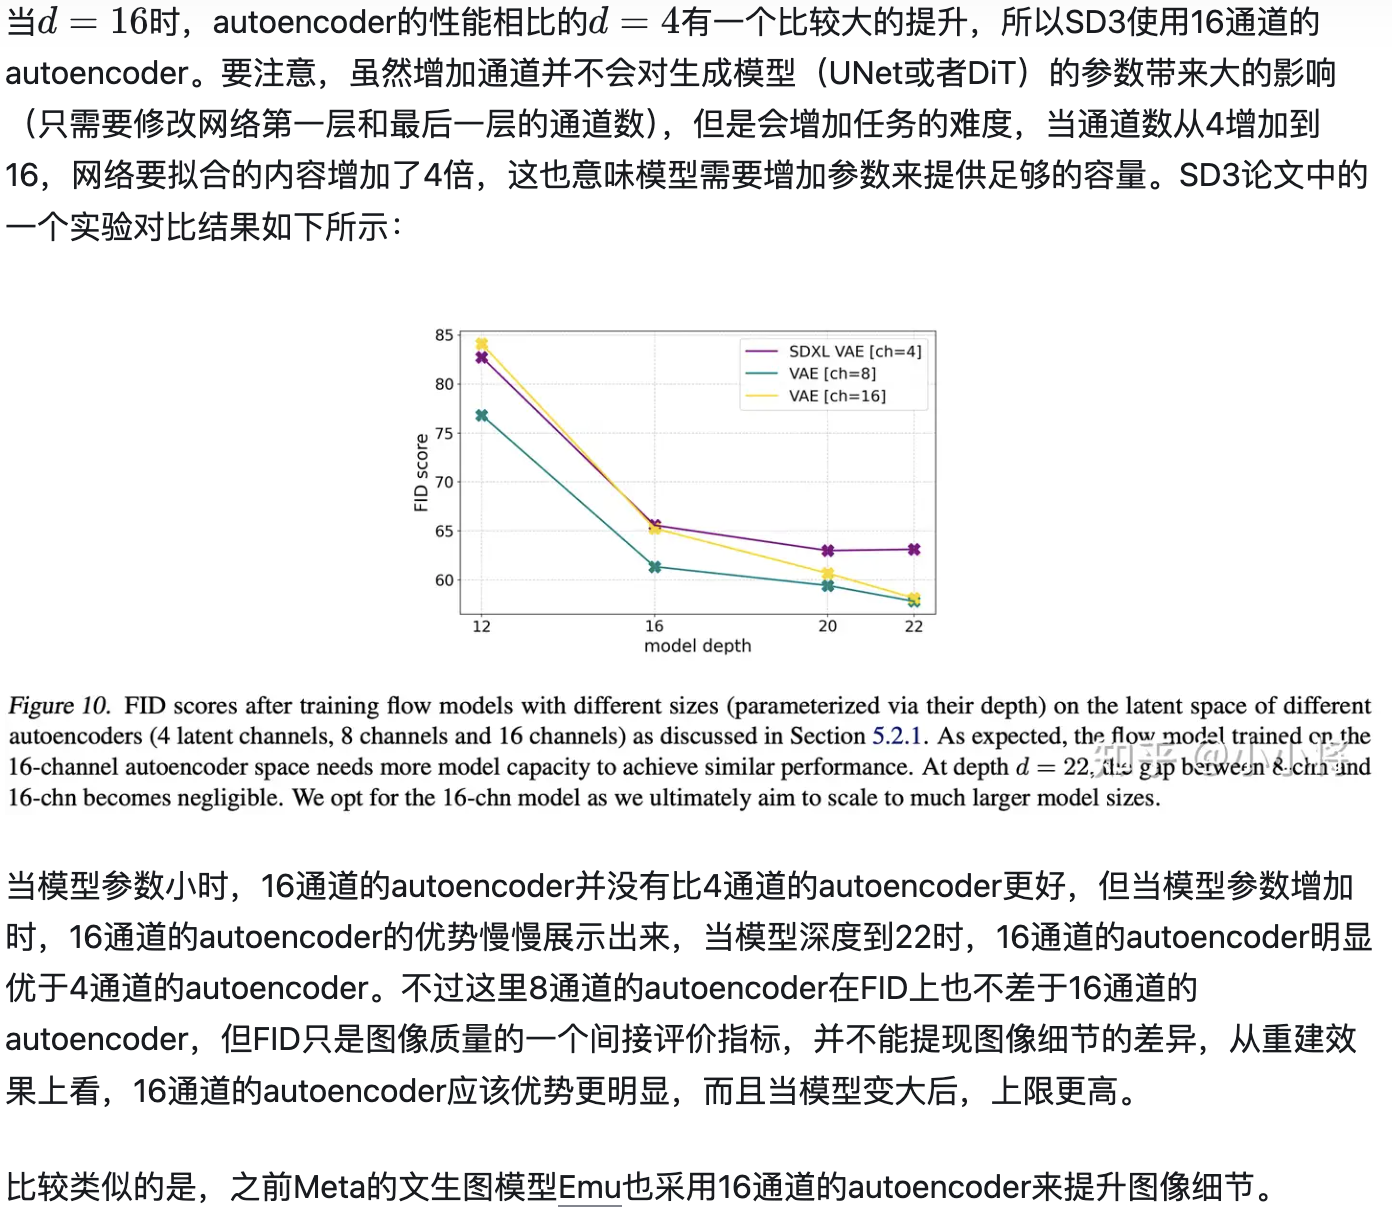 当d = 16时，autoencoder的性能相比的d = 4有一个比较大的提升，所以SD3使用16通道的
autoencoder。要注意，虽然增加通道并不会对生成模型（UNet或者DiT）的参数带来大的影响
（只需要修改网络第一层和最后一层的通道数），但是会增加任务的难度，当通道数从4增加到
16，网络要拟合的内容增加了4倍，这也意味模型需要增加参数来提供足够的容量。SD3论文中的
一个实验对比结果如下所示：
85
80
75
70
65
60
FID score
SDXL VAE [ch=4]
VAE [ch=8]
VAE [ch=16]
12 16 20 22
model depth
Figure 10. FID scores after training flow models with different sizes (parameterized via their depth) on the latent space of different
autoencoders (4 latent channels, 8 channels and 16 channels) as discussed in Section 5.2.1. As expected, the flow model trained on the
16-channel autoencoder space needs more model capacity to achieve similar performance. At depth d = 22, the gap between 8-chn and
16-chn becomes negligible. We opt for the 16-chn model as we ultimately aim to scale to much larger model sizes.
知乎 @小小将
当模型参数小时，16通道的autoencoder并没有比4通道的autoencoder更好，但当模型参数增加
时，16通道的autoencoder的优势慢慢展示出来，当模型深度到22时，16通道的autoencoder明显
优于4通道的autoencoder。不过这里8通道的autoencoder在FID上也不差于16通道的
autoencoder，但FID只是图像质量的一个间接评价指标，并不能提现图像细节的差异，从重建效
果上看，16通道的autoencoder应该优势更明显，而且当模型变大后，上限更高。
比较类似的是，之前Meta的文生图模型Emu也采用16通道的autoencoder来提升图像细节。